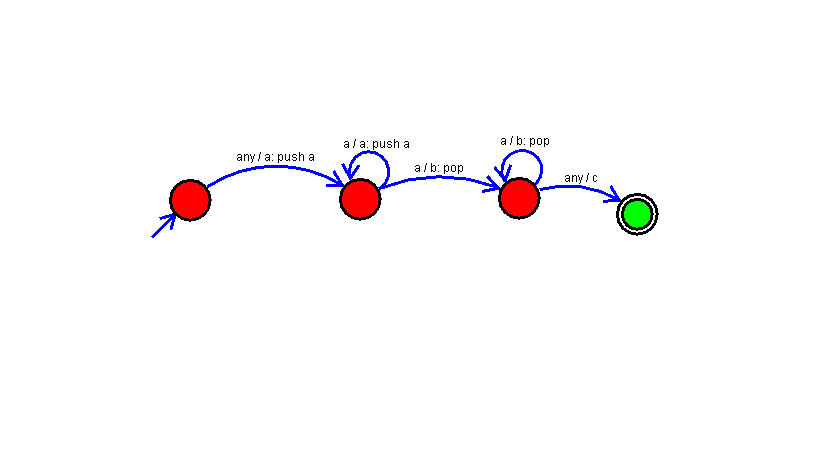 any / a: push a
a / a: push a
a / b: pop
a / b: pop
any / c